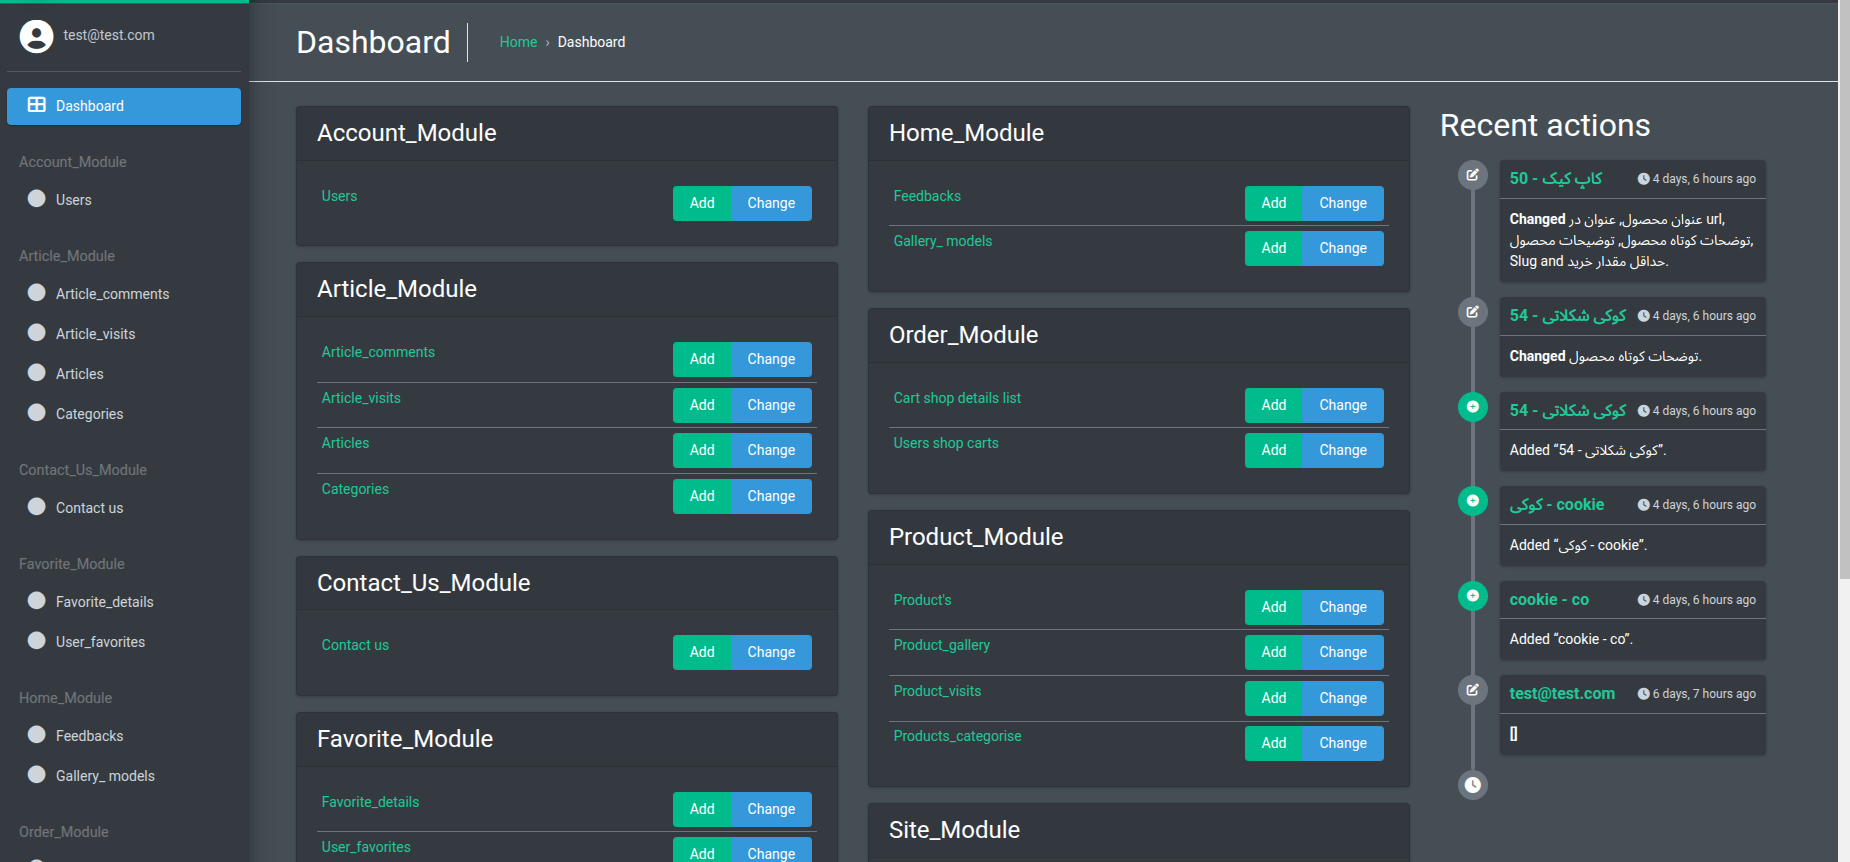 test@test.com
Dashboard
Account_Module
Users
Article_Module
Article_comments
Article_visits
Articles
Categories
Contact_Us_Module
Contact us
Favorite_Module
Favorite_details
User_favorites
Home_Module
Feedbacks
Gallery_ models
Order_Module
Dashboard
Home › Dashboard
Account_Module
Users Add Change
Article_Module
Article_comments Add Change
Article_visits Add Change
Articles Add Change
Categories Add Change
Contact_Us_Module
Contact us Add Change
Favorite_Module
Favorite_details Add Change
User_favorites Add Change
Home_Module
Feedbacks Add Change
Gallery_ models Add Change
Order_Module
Cart shop details list Add Change
Users shop carts Add Change
Product_Module
Product's Add Change
Product_gallery Add Change
Product_visits Add Change
Products_categorise Add Change
Site_Module
Recent actions
کاپ کیک - 50 4 days, 6 hours ago
Changed عنوان محصول, عنوان در url,
توضحات کوتاه محصول, توضیحات محصول,
Slug and حداقل مقدار خرید.
کوکی شکلاتی - 54 4 days, 6 hours ago
Changed توضحات کوتاه محصول.
کوکی شکلاتی - 54 4 days, 6 hours ago
Added “کوکی شکلاتی - 54”.
کوکی - cookie 4 days, 6 hours ago
Added “کوکی - cookie”.
cookie - co 4 days, 6 hours ago
Added “cookie - co”.
test@test.com 6 days, 7 hours ago
[]